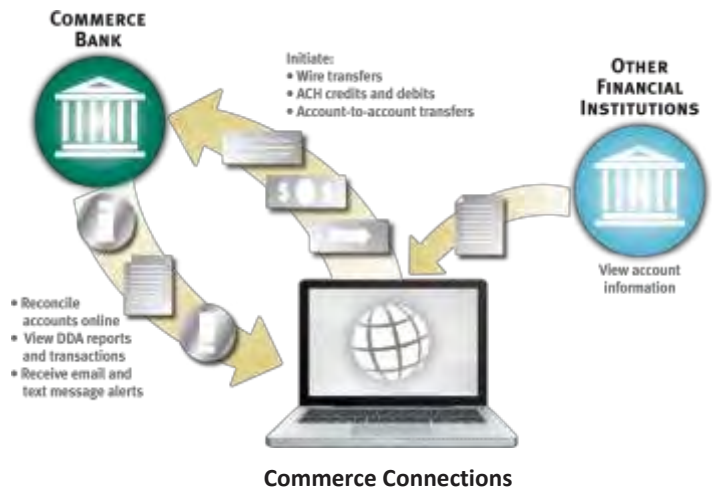 COMMERCE
BANK
Initiate:
• Wire transfers
• ACH credits and debits
• Account-to-account transfers
OTHER
FINANCIAL
INSTITUTIONS
View account
information
• Reconcile
accounts online
• View DDA reports
and transactions
• Receive email and
text message alerts
Commerce Connections